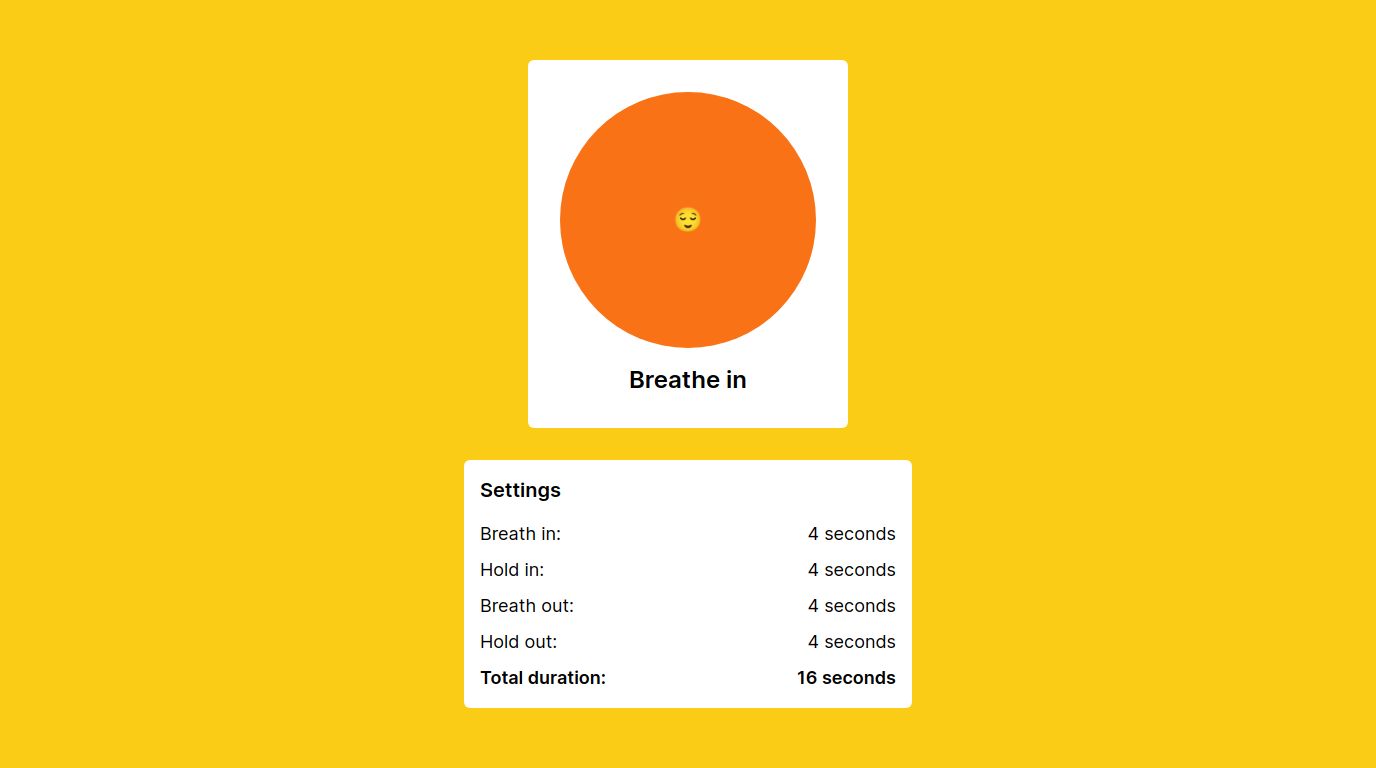 Breathe in
Settings
Breath in: 4 seconds
Hold in: 4 seconds
Breath out: 4 seconds
Hold out: 4 seconds
Total duration: 16 seconds